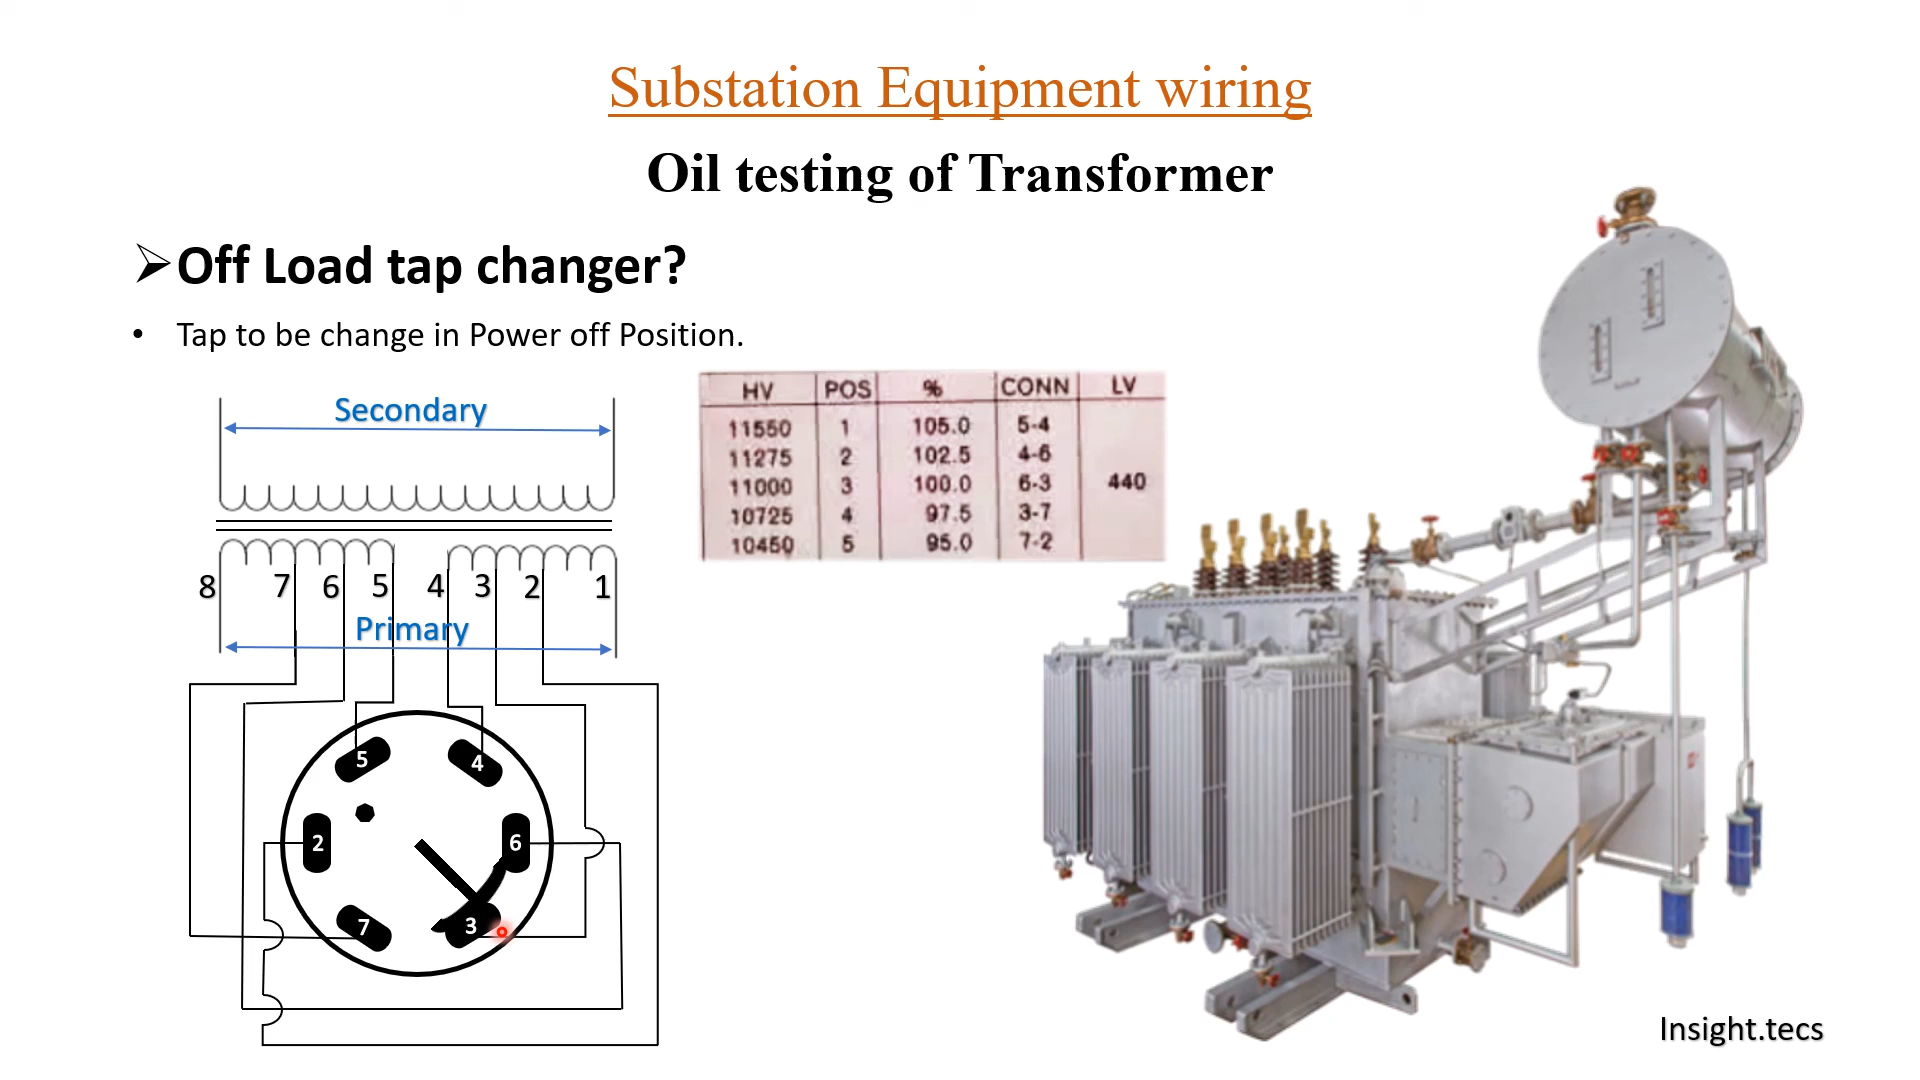 Substation Equipment wiring
Oil testing of Transformer
Off Load tap changer?
• Tap to be change in Power off Position.
Secondary
8 7 6 5 4 3 2 1
Primary
5 4
2 6
7 3
HV POS % CONN LV
11550 1 105.0 5-4
11275 2 102.5 4-6
11000 3 100.0 6-3 440
10725 4 97.5 3-7
10450 5 95.0 7-2
Insight.tecs